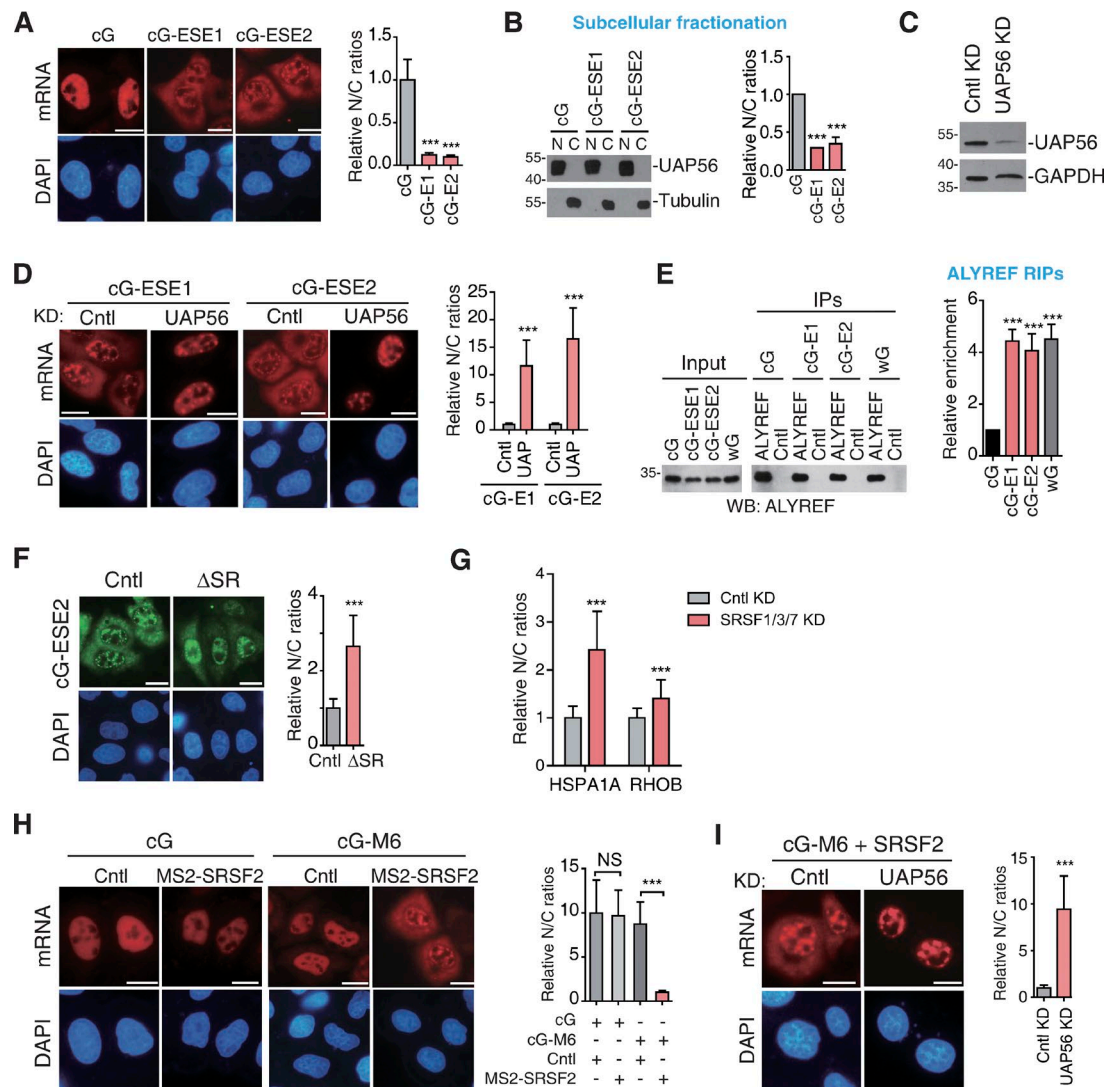 A
cG
cG-ESE1
cG-ESE2
mRNA
DAPI
Relative N/C ratios
1.5
1.0
0.5
0.0
***
***
cG
cG-E1
cG-E2
B
Subcellular fractionation
cG
cG-ESE1
cG-ESE2
N C N C N C
55-
40-
-UAP56
55-
-Tubulin
Relative N/C ratios
1.5
1.0
0.5
0
***
***
cG
cG-E1
cG-E2
C
Cntl KD
UAP56 KD
55-
-UAP56
40-
35-
-GAPDH
D
cG-ESE1
cG-ESE2
KD:
Cntl
UAP56
Cntl
UAP56
mRNA
DAPI
Relative N/C ratios
25
20
15
10
5
0
***
***
Cntl
UAP
Cntl
UAP
cG-E1
cG-E2
E
IPs
Input
cG
cG-E1
cG-E2
wG
cG
cG-ESE1
cG-ESE2
wG
ALYREF
Cntl
ALYREF
Cntl
ALYREF
Cntl
ALYREF
Cntl
35-
WB: ALYREF
ALYREF RIPs
Relative enrichment
6
4
2
0
***
***
***
cG
cG-E1
cG-E2
wG
F
Cntl
ΔSR
cG-ESE2
DAPI
Relative N/C ratios
4
2
0
***
Cntl
ΔSR
G
Relative N/C ratios
4
3
2
1
0
***
***
HSPA1A
RHOB
Cntl KD
SRSF1/3/7 KD
H
cG
cG-M6
Cntl
MS2-SRSF2
Cntl
MS2-SRSF2
mRNA
DAPI
Relative N/C ratios
15
10
5
0
NS
***
cG + + - -
cG-M6 - - + +
Cntl + - + -
MS2-SRSF2 - + - +
I
cG-M6 + SRSF2
KD:
Cntl
UAP56
mRNA
DAPI
Relative N/C ratios
15
10
5
0
***
Cntl KD
UAP56 KD